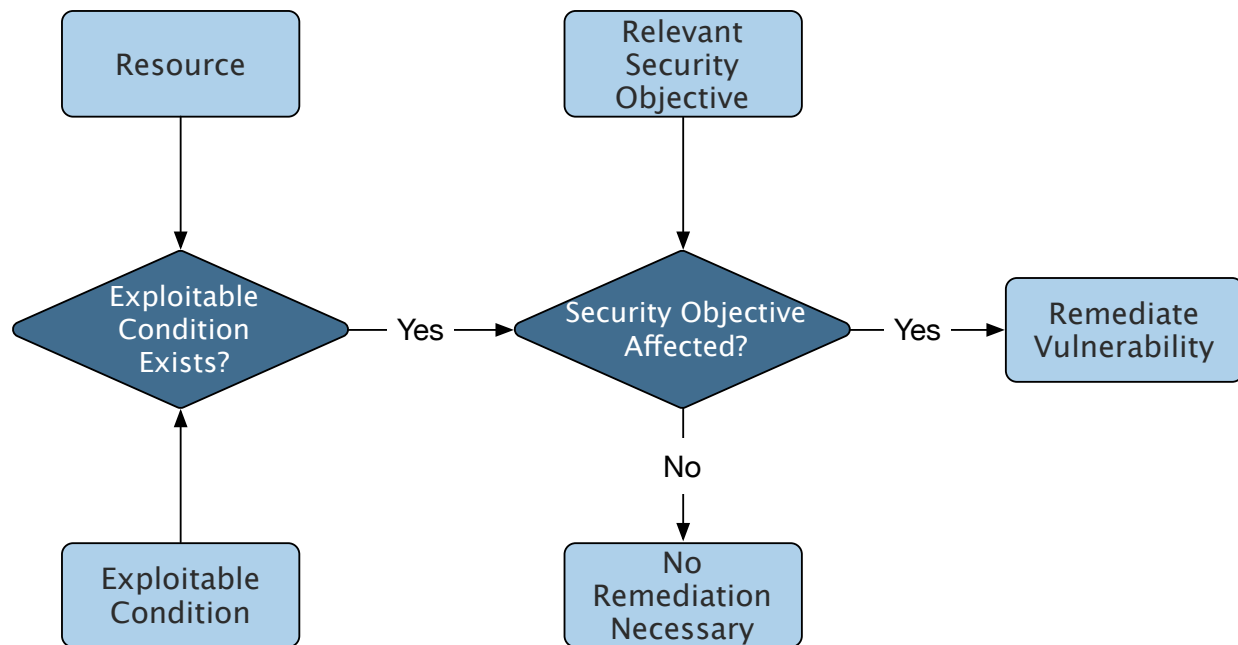 Resource
Relevant
Security
Objective
Exploitable
Condition
Exists?
Yes
Security Objective
Affected?
Yes
Remediate
Vulnerability
No
Exploitable
Condition
No
Remediation
Necessary